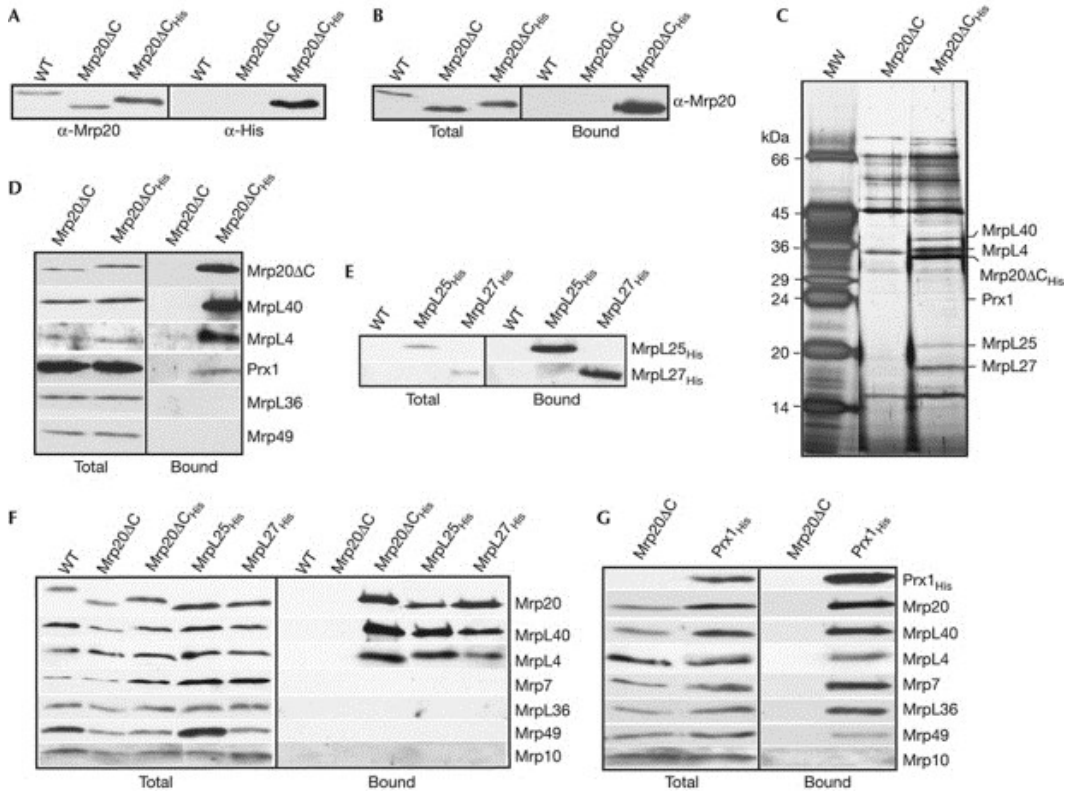 A
WT
Mrp20ΔC
Mrp20ΔCHis
WT
Mrp20ΔC
Mrp20ΔCHis
α-Mrp20
α-His
B
WT
Mrp20ΔC
Mrp20ΔCHis
WT
Mrp20ΔC
Mrp20ΔCHis
α-Mrp20
Total
Bound
C
MW
Mrp20ΔC
Mrp20ΔCHis
kDa
66
45
36
29
24
20
14
MrpL40
MrpL4
Mrp20ΔCHis
Prx1
MrpL25
MrpL27
D
Mrp20ΔC
Mrp20ΔCHis
Mrp20ΔC
Mrp20ΔCHis
Mrp20ΔC
MrpL40
MrpL4
Prx1
MrpL36
Mrp49
Total
Bound
E
WT
MrpL25His
MrpL27His
WT
MrpL25His
MrpL27His
MrpL25His
MrpL27His
Total
Bound
F
WT
Mrp20ΔC
Mrp20ΔCHis
MrpL25His
MrpL27His
WT
Mrp20ΔC
Mrp20ΔCHis
MrpL25His
MrpL27His
Mrp20
MrpL40
MrpL4
Mrp7
MrpL36
Mrp49
Mrp10
Total
Bound
G
Mrp20ΔC
Prx1His
Mrp20ΔC
Prx1His
Prx1His
Mrp20
MrpL40
MrpL4
Mrp7
MrpL36
Mrp49
Mrp10
Total
Bound